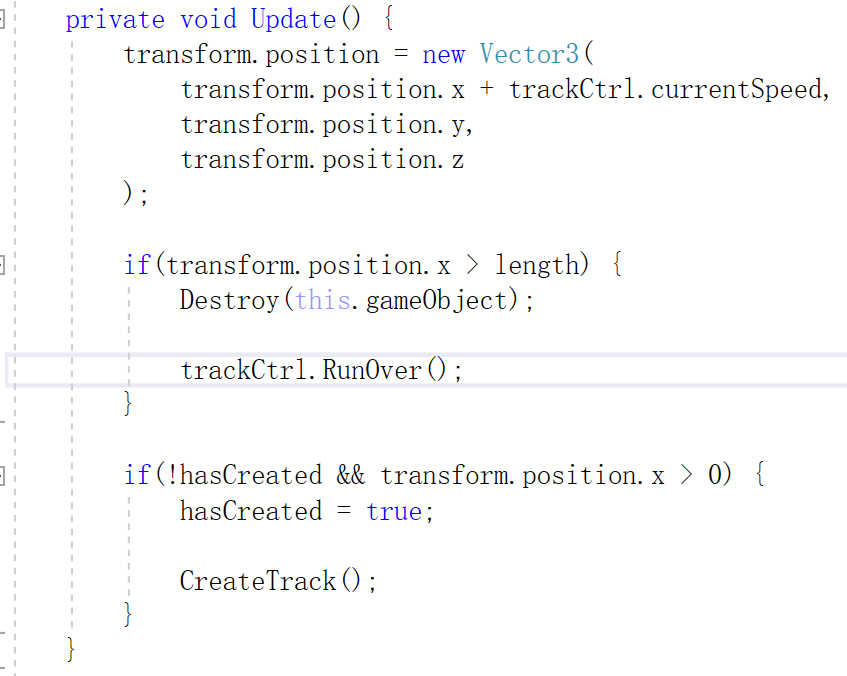 private void Update() {
transform.position = new Vector3(
transform.position.x + trackCtrl.currentSpeed,
transform.position.y,
transform.position.z
);
if(transform.position.x > length) {
Destroy(this.gameObject);
trackCtrl.RunOver();
}
if(!hasCreated && transform.position.x > 0) {
hasCreated = true;
CreateTrack();
}
}